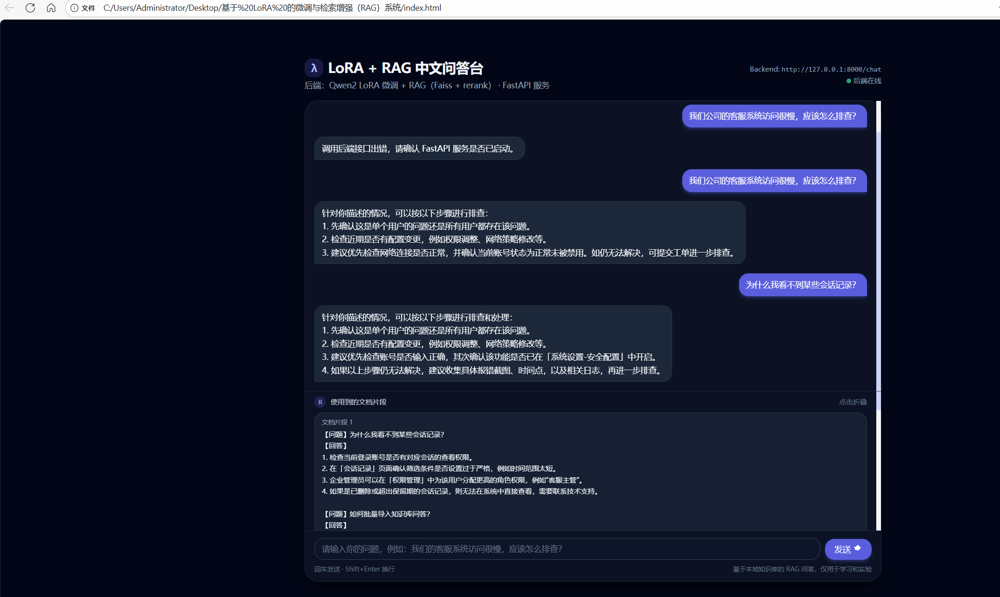 文件 C:/Users/Administrator/Desktop/基于%20LoRA%20的微调与检索增强（RAG）系统/index.html
λ LoRA + RAG 中文问答台
后端：Qwen2 LoRA 微调 + RAG（Faiss + rerank） · FastAPI 服务
Backend: http://127.0.0.1:8000/chat
后端在线
我们公司的客服系统访问很慢，应该怎么排查？
调用后端接口出错，请确认 FastAPI 服务是否已启动。
我们公司的客服系统访问很慢，应该怎么排查？
针对你描述的情况，可以按以下步骤进行排查：
1. 先确认这是单个用户的问题还是所有用户都存在该问题。
2. 检查近期是否有配置变更，例如权限调整、网络策略修改等。
3. 建议优先检查网络连接是否正常，并确认当前账号状态为正常未被禁用。如仍无法解决，可提交工单进一步排查。
为什么我看不到某些会话记录？
针对你描述的情况，可以按以下步骤进行排查和处理：
1. 先确认这是单个用户的问题还是所有用户都存在该问题。
2. 检查近期是否有配置变更，例如权限调整、网络策略修改等。
3. 建议优先检查账号是否输入正确，其次确认该功能是否已在「系统设置-安全配置」中开启。
4. 如果以上步骤仍无法解决，建议收集具体报错截图、时间点，以及相关日志，再进一步排查。
R 使用到的文档片段
点击折叠
文档片段 1
【问题】为什么我看不到某些会话记录？
【回答】
1. 检查当前登录账号是否有对应会话的查看权限。
2. 在「会话记录」页面确认筛选条件是否设置过于严格，例如时间范围太短。
3. 企业管理员可以在「权限管理」中为该用户分配更高的角色权限，例如“客服主管”。
4. 如果是已删除或超出保留期的会话记录，则无法在系统中直接查看，需要联系技术支持。
【问题】如何批量导入知识库问答？
【回答】
请输入你的问题，例如：我们的客服系统访问很慢，应该怎么排查？
发送
回车发送 · Shift+Enter 换行
基于本地知识库的 RAG 问答，仅用于学习和实验